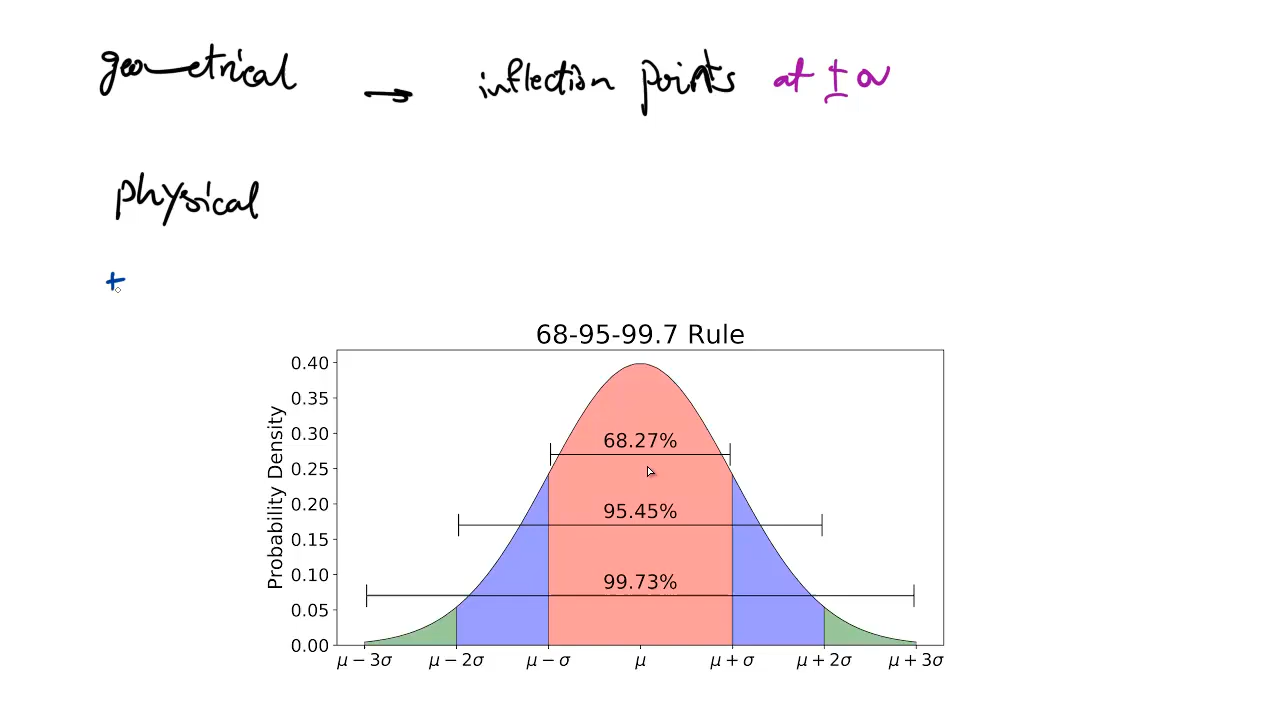 geometrical → inflection points at ± σ
physical
+
68-95-99.7 Rule
Probability Density
0.40
0.35
0.30
0.25
0.20
0.15
0.10
0.05
0.00
68.27%
95.45%
99.73%
μ − 3σ μ − 2σ μ − σ μ μ + σ μ + 2σ μ + 3σ